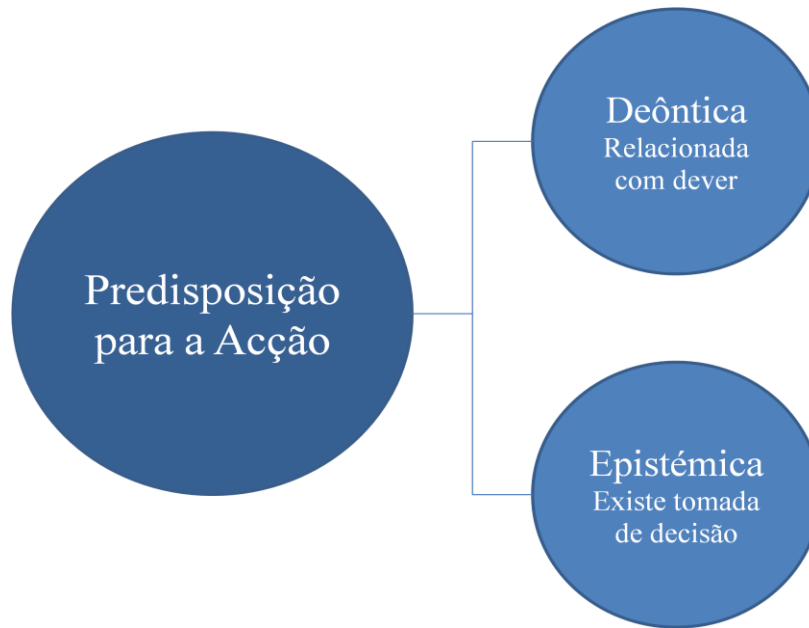 Predisposição
para a Acção
Deôntica
Relacionada
com dever
Epistémica
Existe tomada
de decisão